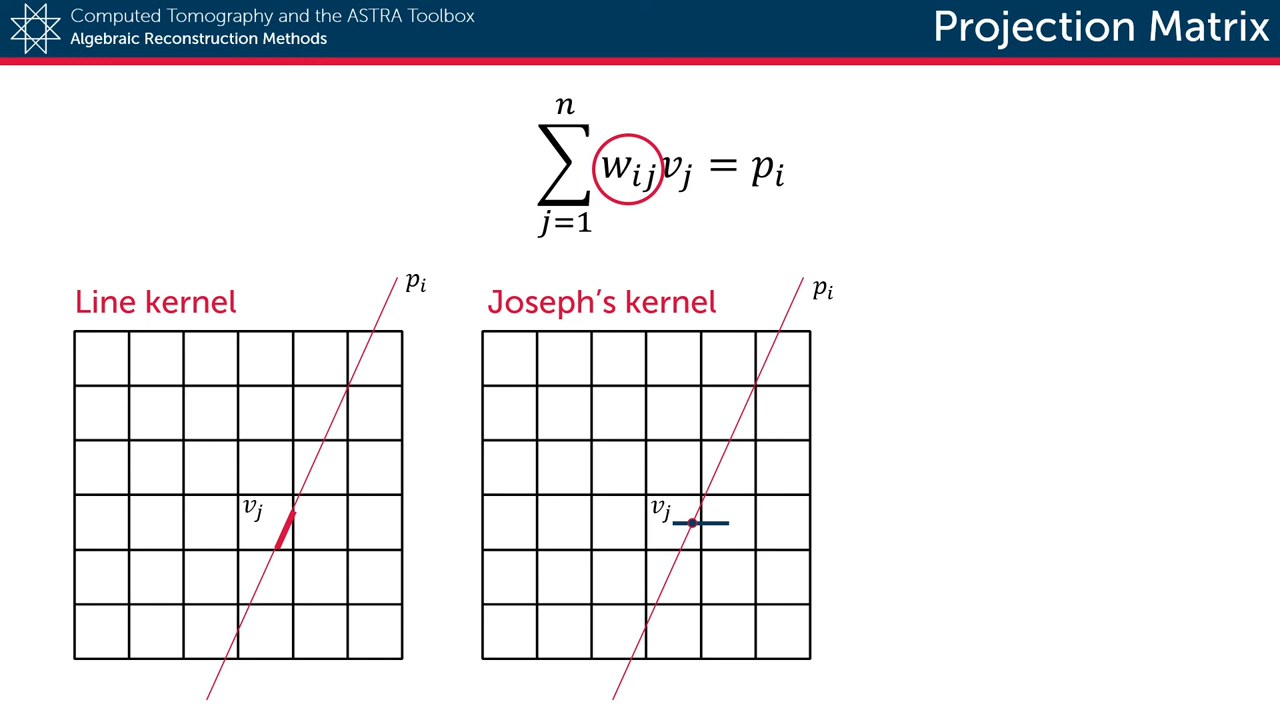 Computed Tomography and the ASTRA Toolbox
Algebraic Reconstruction Methods
Projection Matrix
n
∑ w_ij v_j = p_i
j=1
Line kernel
p_i
Joseph's kernel
p_i
v_j
v_j